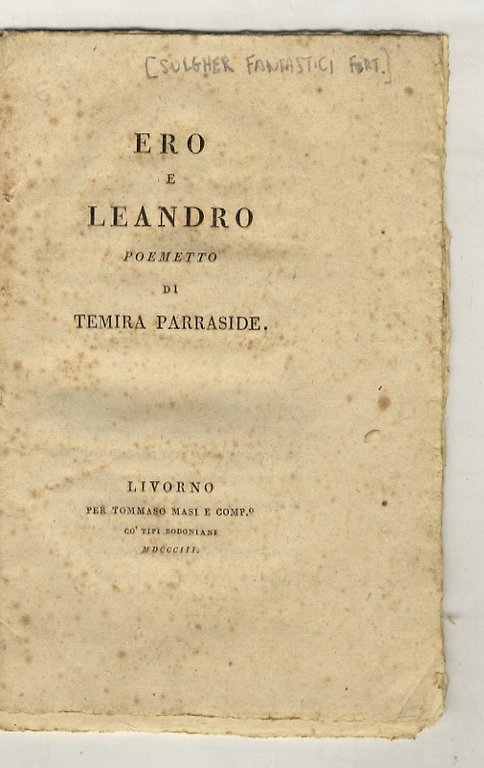 [SULGHER FANTASTICI FORT.]
ERO
E
LEANDRO
POEMETTO
DI
TEMIRA PARRASIDE.
LIVORNO
PER TOMMASO MASI E COMP.º
CO' TIPI BODONIANI
MDCCCIII.